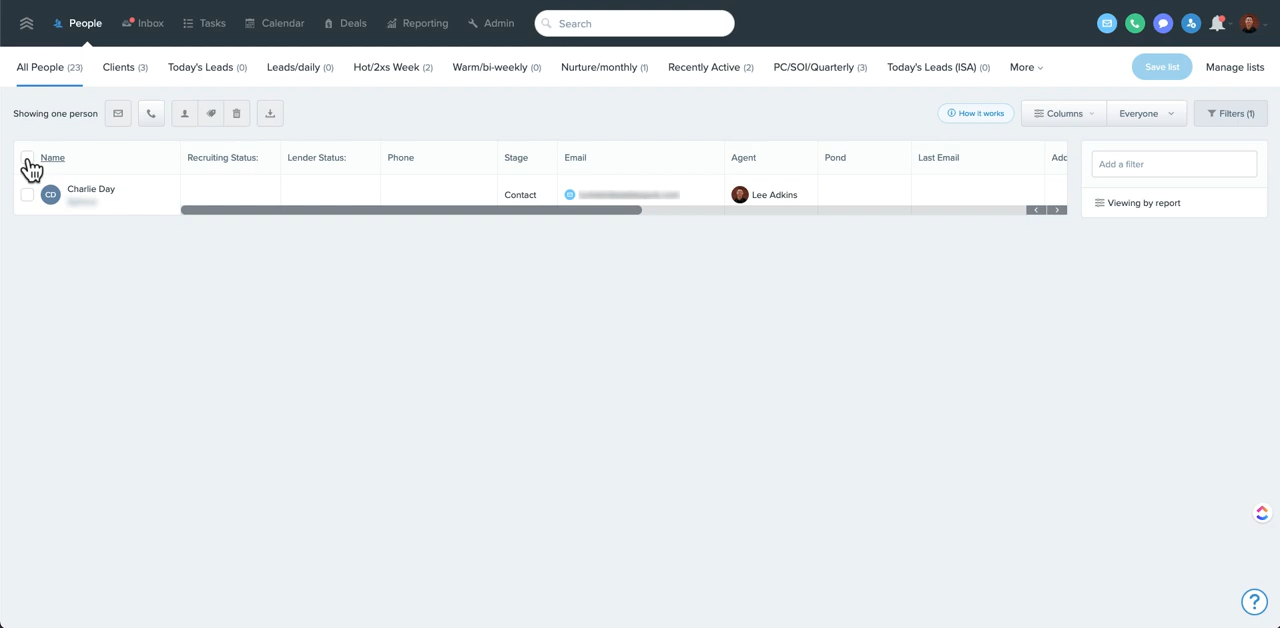 People Inbox Tasks Calendar Deals Reporting Admin Search
All People (23) Clients (3) Today's Leads (0) Leads/daily (0) Hot/2xs Week (2) Warm/bi-weekly (0) Nurture/monthly (1) Recently Active (2) PC/SOI/Quarterly (3) Today's Leads (ISA) (0) More Save list Manage lists
Showing one person How it works Columns Everyone Filters (1)
Name Recruiting Status: Lender Status: Phone Stage Email Agent Pond Last Email Add
Add a filter
CD Charlie Day Contact Lee Adkins
Viewing by report
?